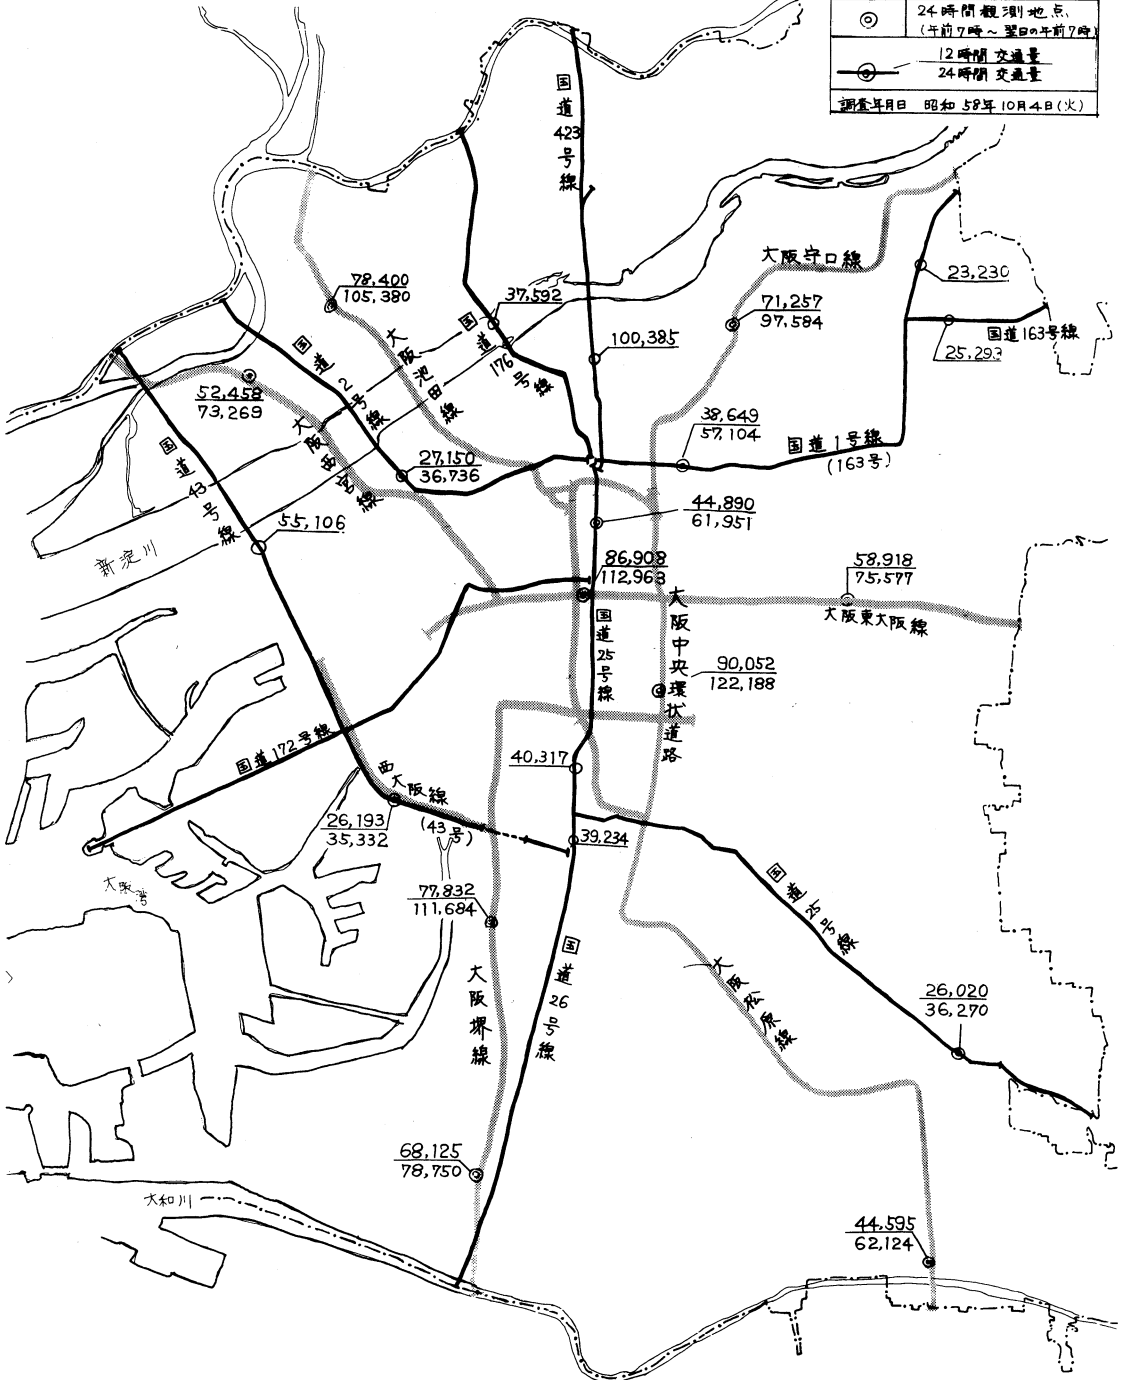 24時間観測地点
(午前7時～翌日の午前7時)
12時間交通量
24時間交通量
調査年月日 昭和58年10月4日(火)
国道423号線
大阪守口線
23,230
78,400
105,380
37,592
71,257
97,584
国道163号線
25,293
100,385
国道2号線
大阪池田線
国道176号線
52,458
73,269
38,649
57,104
国道1号線
(163号)
大阪西宮線
国道43号線
27,150
36,736
44,890
61,951
55,106
新淀川
86,908
112,963
58,918
75,577
大阪東大阪線
国道25号線
大阪中央環状道路
90,052
122,188
国道172号線
40,317
西大阪線
(43号)
26,193
35,332
39,234
大阪湾
77,832
111,684
国道25号線
国道26号線
大阪堺線
大阪松原線
26,020
36,270
68,125
78,750
大和川
44,595
62,124